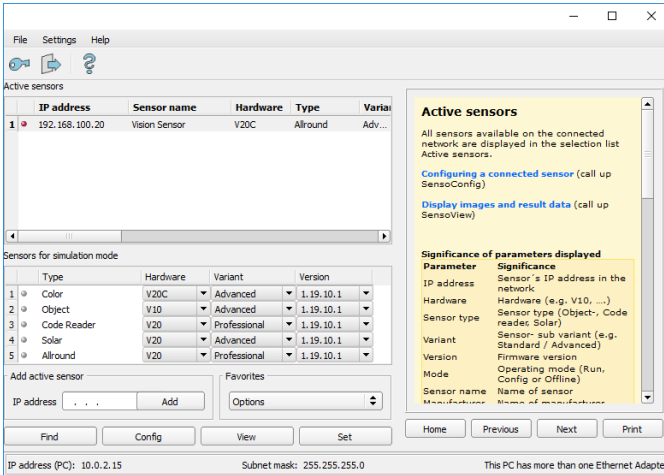 File Settings Help
Active sensors
IP address Sensor name Hardware Type Varia
1 192.168.100.20 Vision Sensor V20C Allround Adv...
Sensors for simulation mode
Type Hardware Variant Version
1 Color V20C Advanced 1.19.10.1
2 Object V10 Advanced 1.19.10.1
3 Code Reader V20 Professional 1.19.10.1
4 Solar V20 Advanced 1.19.10.1
5 Allround V20 Professional 1.19.10.1
Add active sensor
IP address . . . Add
Favorites
Options
Find Config View Set
Active sensors
All sensors available on the connected
network are displayed in the selection list
Active sensors.
Configuring a connected sensor (call up
SensoConfig)
Display images and result data (call up
SensoView)
Significance of parameters displayed
Parameter Significance
IP address Sensor´s IP address in the
network
Hardware Hardware (e.g. V10, ....)
Sensor type Sensor type (Object-, Code
reader, Solar)
Variant Sensor- sub variant (e.g.
Standard / Advanced)
Version Firmware version
Mode Operating mode (Run,
Config or Offline)
Sensor name Name of sensor
Manufacturer Name of manufacturer
Home Previous Next Print
IP address (PC): 10.0.2.15 Subnet mask: 255.255.255.0 This PC has more than one Ethernet Adapte